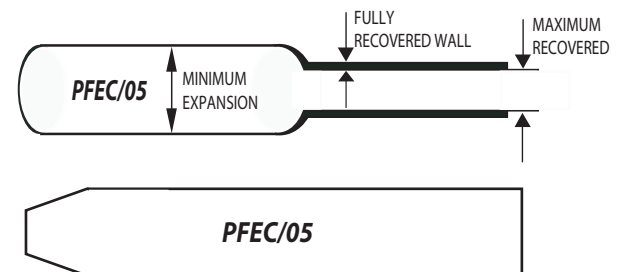 FULLY
RECOVERED WALL
MAXIMUM
RECOVERED
PFEC/05
MINIMUM
EXPANSION
PFEC/05